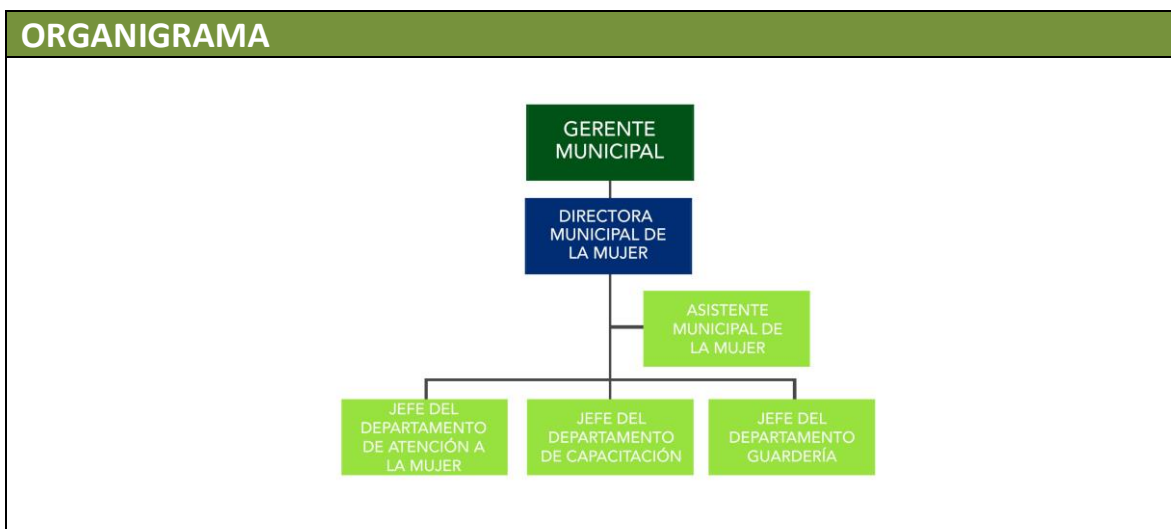 ORGANIGRAMA
GERENTE
MUNICIPAL
DIRECTORA
MUNICIPAL DE
LA MUJER
ASISTENTE
MUNICIPAL DE
LA MUJER
JEFE DEL
DEPARTAMENTO
DE ATENCIÓN A
LA MUJER
JEFE DEL
DEPARTAMENTO
DE CAPACITACIÓN
JEFE DEL
DEPARTAMENTO
GUARDERÍA